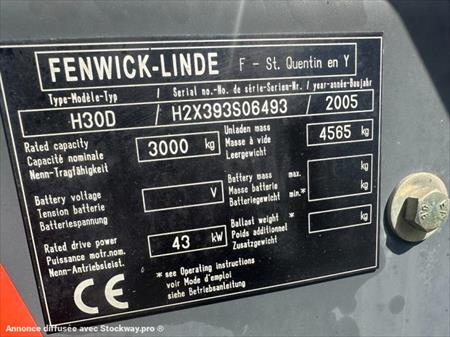 FENWICK-LINDE F - St. Quentin en Y
Type-Modèle-Typ / Serial no.-No. de série-Serien-Nr. / year-année-Baujahr
H30D / H2X393S06493 / 2005
Rated capacity
Capacité nominale
Nenn-Tragfähigkeit
3000 kg
Unladen mass
Masse à vide
Leergewicht
4565 kg
Battery voltage
Tension batterie
Batteriespannung
V
Battery mass max.
Masse batterie
Batteriegewicht min.*
kg
kg
Rated drive power
Puissance motr.nom.
Nenn-Antriebsleist.
43 kW
Ballast weight *
Poids additionnel
Zusatzgewicht
kg
*see Operating instructions
voir Mode d'emploi
siehe Betriebsanleitung
CE
Annonce diffusée avec Stockway.pro ®